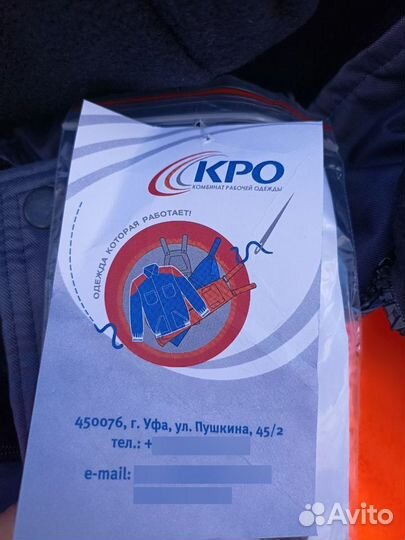 КРО
КОМБИНАТ РАБОЧЕЙ ОДЕЖДЫ
ОДЕЖДА КОТОРАЯ РАБОТАЕТ!
450076, г. Уфа, ул. Пушкина, 45/2
тел.: +
e-mail:
Avito